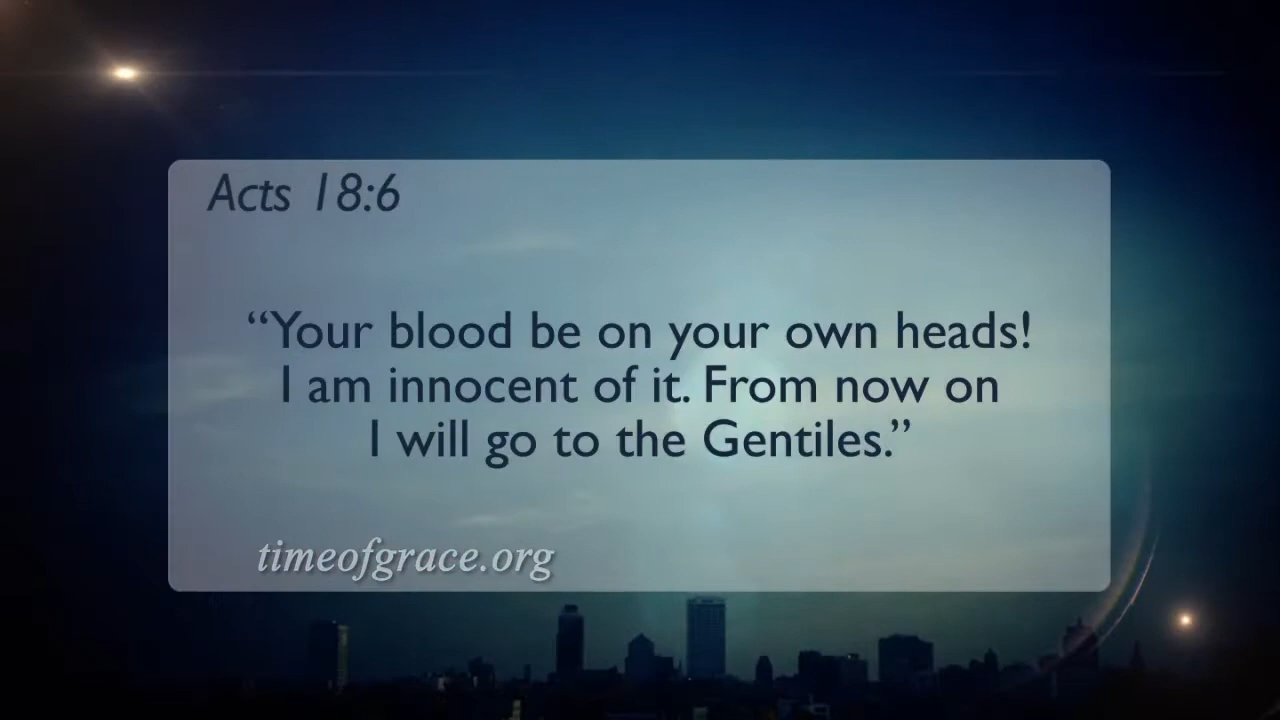 Acts 18:6
“Your blood be on your own heads!
I am innocent of it. From now on
I will go to the Gentiles.”
timeofgrace.org